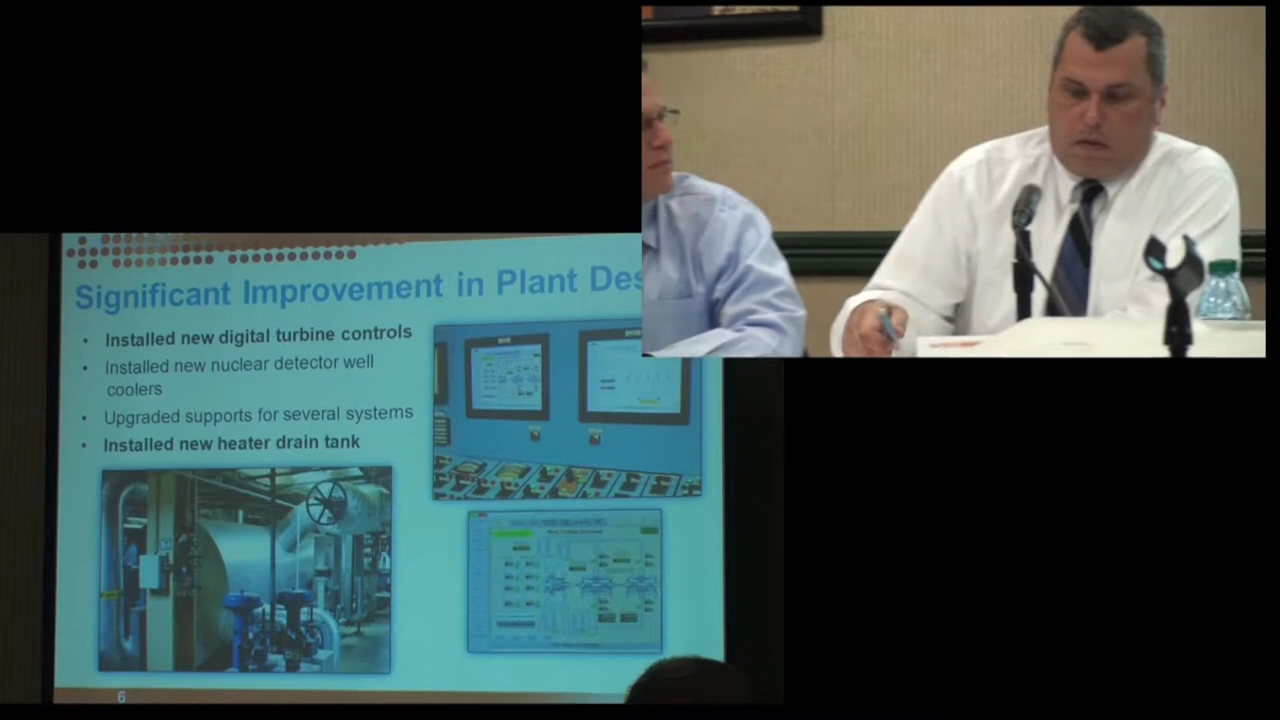 Significant Improvement in Plant Des
• Installed new digital turbine controls
• Installed new nuclear detector well
coolers
• Upgraded supports for several systems
• Installed new heater drain tank
6